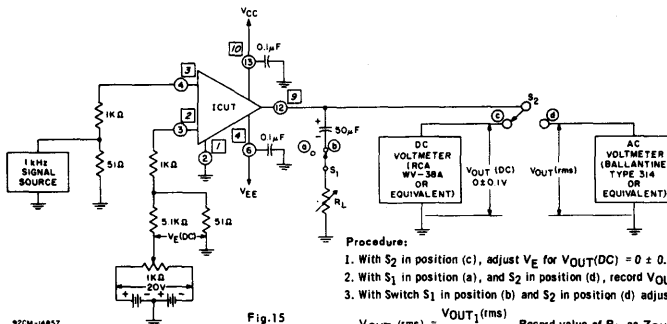 VCC
10
0.1µF
13
3
4
1KΩ
ICUT
9
12
S2
2
3
1
4
2
6
0.1µF
VEE
1 kHz
SIGNAL
SOURCE
51Ω
1KΩ
5.1KΩ
51Ω
VE(DC)
1KΩ
20V
+ -
+ -
+
-
50µF
a
b
S1
RL
c
d
DC
VOLTMETER
(RCA
WV-38A
OR
EQUIVALENT)
VOUT (DC)
0±0.1V
VOUT(rms)
AC
VOLTMETER
(BALLANTINE
TYPE 314
OR
EQUIVALENT)
Procedure:
1. With S2 in position (c), adjust VE for VOUT(DC) = 0 ± 0.
2. With S1 in position (a), and S2 in position (d), record VOU
3. With Switch S1 in position (b) and S2 in position (d) adjus
VOUT1(rms)
Record value of RL as
92CM-14857
Fig.15